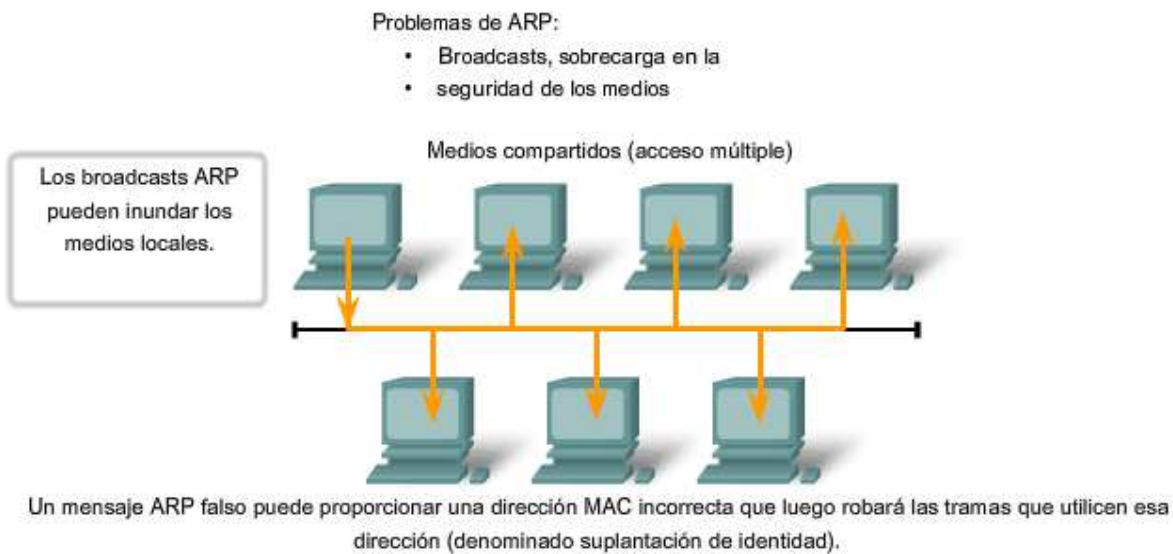 Problemas de ARP:
• Broadcasts, sobrecarga en la
• seguridad de los medios
Medios compartidos (acceso múltiple)
Los broadcasts ARP
pueden inundar los
medios locales.
Un mensaje ARP falso puede proporcionar una dirección MAC incorrecta que luego robará las tramas que utilicen esa
dirección (denominado suplantación de identidad).